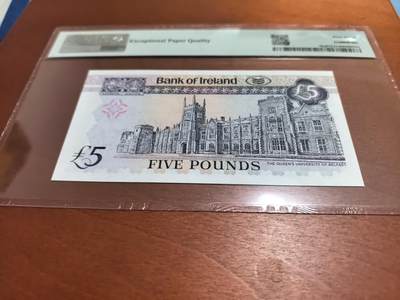 Exceptional Paper Quality
Bank of Ireland
£5
£5
FIVE POUNDS
THE QUEEN'S UNIVERSITY OF BELFAST